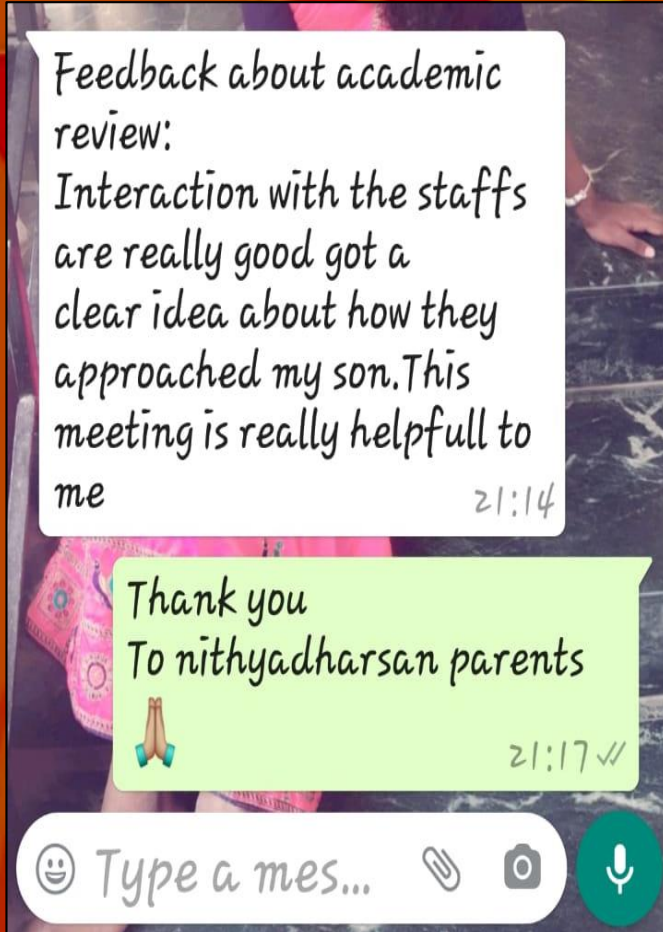 Feedback about academic
review:
Interaction with the staffs
are really good got a
clear idea about how they
approached my son.This
meeting is really helpfull to
me
21:14
Thank you
To nithyadharsan parents
🙏🏽
21:17
Type a mes...